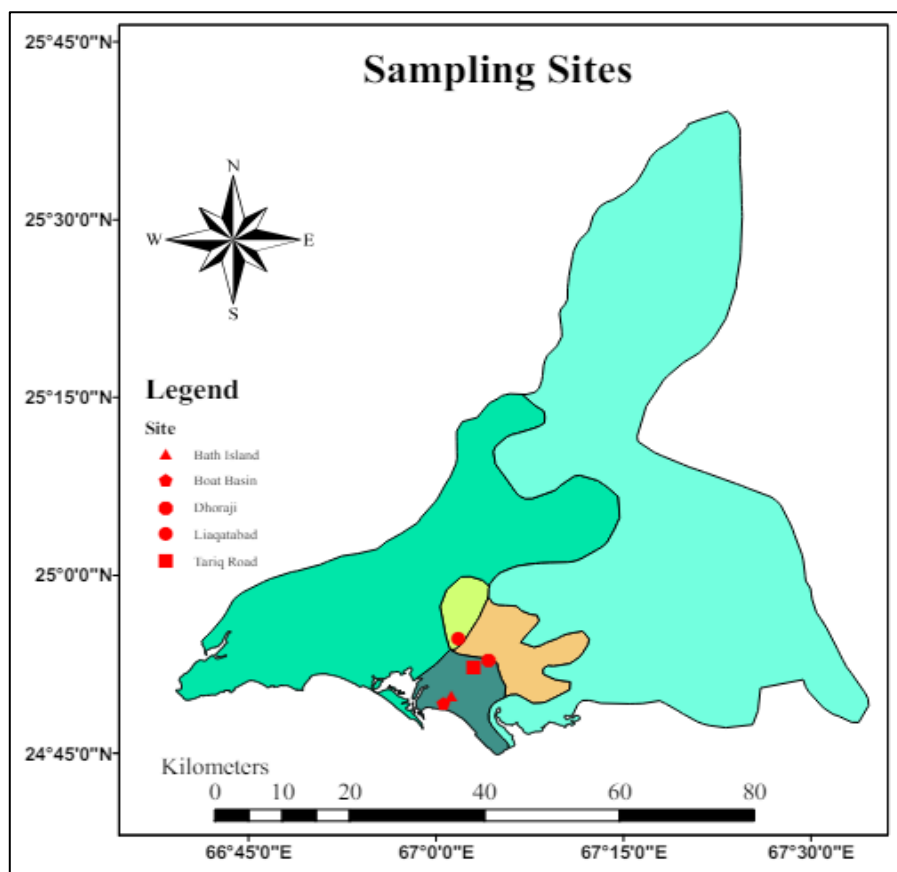 Sampling Sites
25°45'0"N
25°30'0"N
25°15'0"N
25°0'0"N
24°45'0"N
N
W E
S
Legend
Site
Bath Island
Boat Basin
Dhoraji
Liaqatabad
Tariq Road
Kilometers
0 10 20 40 60 80
66°45'0"E 67°0'0"E 67°15'0"E 67°30'0"E